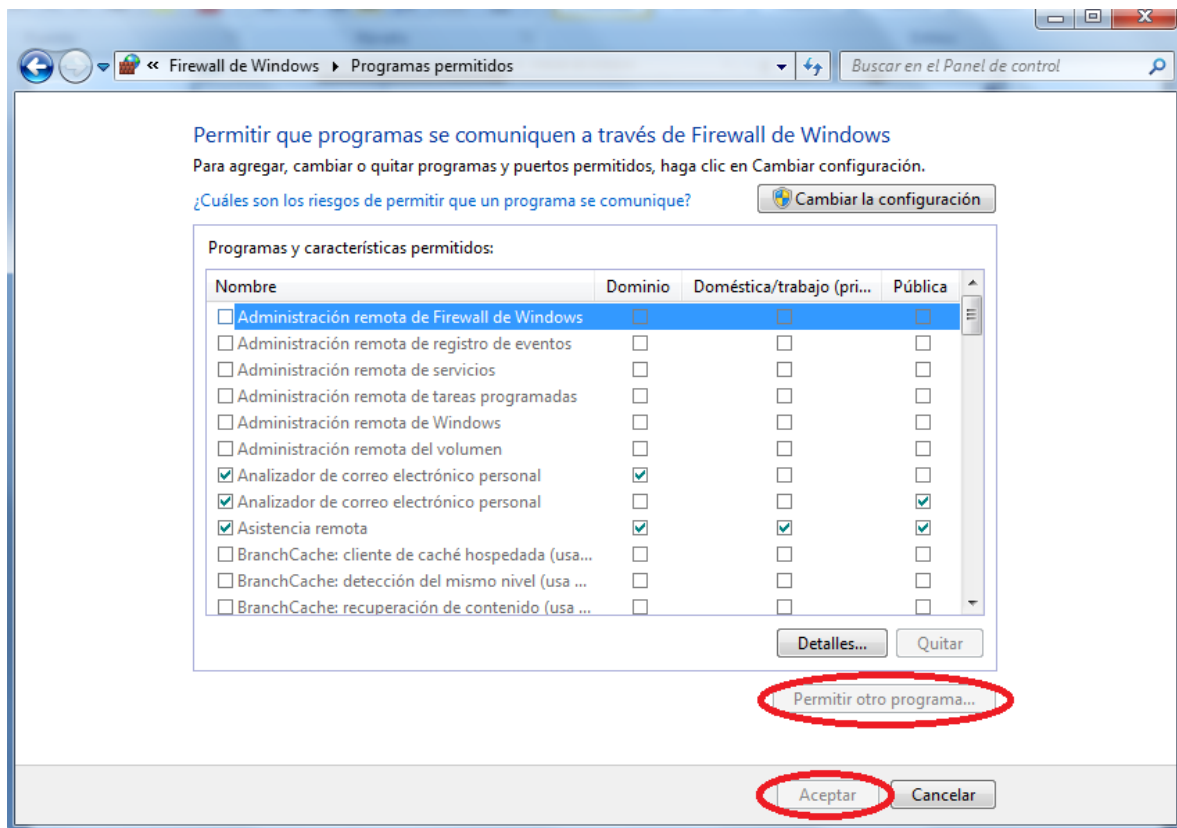 « Firewall de Windows ▸ Programas permitidos Buscar en el Panel de control
Permitir que programas se comuniquen a través de Firewall de Windows
Para agregar, cambiar o quitar programas y puertos permitidos, haga clic en Cambiar configuración.
¿Cuáles son los riesgos de permitir que un programa se comunique? Cambiar la configuración
Programas y características permitidos:
Nombre Dominio Doméstica/trabajo (pri... Pública
Administración remota de Firewall de Windows
Administración remota de registro de eventos
Administración remota de servicios
Administración remota de tareas programadas
Administración remota de Windows
Administración remota del volumen
Analizador de correo electrónico personal
Analizador de correo electrónico personal
Asistencia remota
BranchCache: cliente de caché hospedada (usa...
BranchCache: detección del mismo nivel (usa ...
BranchCache: recuperación de contenido (usa ...
Detalles... Quitar
Permitir otro programa...
Aceptar Cancelar